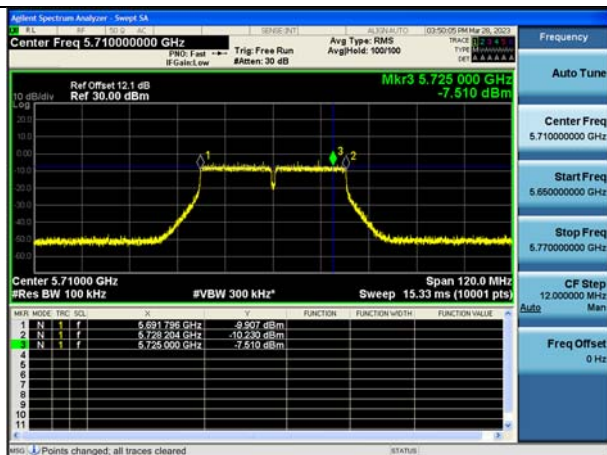 Agilent Spectrum Analyzer - Swept SA
RL RF 50 Ω AC SENSE:INT ALIGNAUTO 03:50:05 PM Mar 28, 2023
Center Freq 5.710000000 GHz
PNO: Fast
IFGain:Low
Trig: Free Run
#Atten: 30 dB
Avg Type: RMS
Avg|Hold: 100/100
TRACE 1 2 3 4 5 6
TYPE
DET A A A A A A
Ref Offset 12.1 dB
10 dB/div Ref 30.00 dBm
Log
Mkr3 5.725 000 GHz
-7.510 dBm
20.0
10.0
0.00
-10.0
-20.0
-30.0
-40.0
-50.0
-60.0
1
3
2
Center 5.71000 GHz Span 120.0 MHz
#Res BW 100 kHz #VBW 300 kHz* Sweep 15.33 ms (10001 pts)
MKR MODE TRC SCL X Y FUNCTION FUNCTION WIDTH FUNCTION VALUE
1 N 1 f 5.691 796 GHz -9.907 dBm
2 N 1 f 5.728 204 GHz -10.230 dBm
3 N 1 f 5.725 000 GHz -7.510 dBm
4
5
6
7
8
9
10
11
MSG Points changed; all traces cleared STATUS
Frequency
Auto Tune
Center Freq
5.710000000 GHz
Start Freq
5.650000000 GHz
Stop Freq
5.770000000 GHz
CF Step
12.000000 MHz
Auto Man
Freq Offset
0 Hz